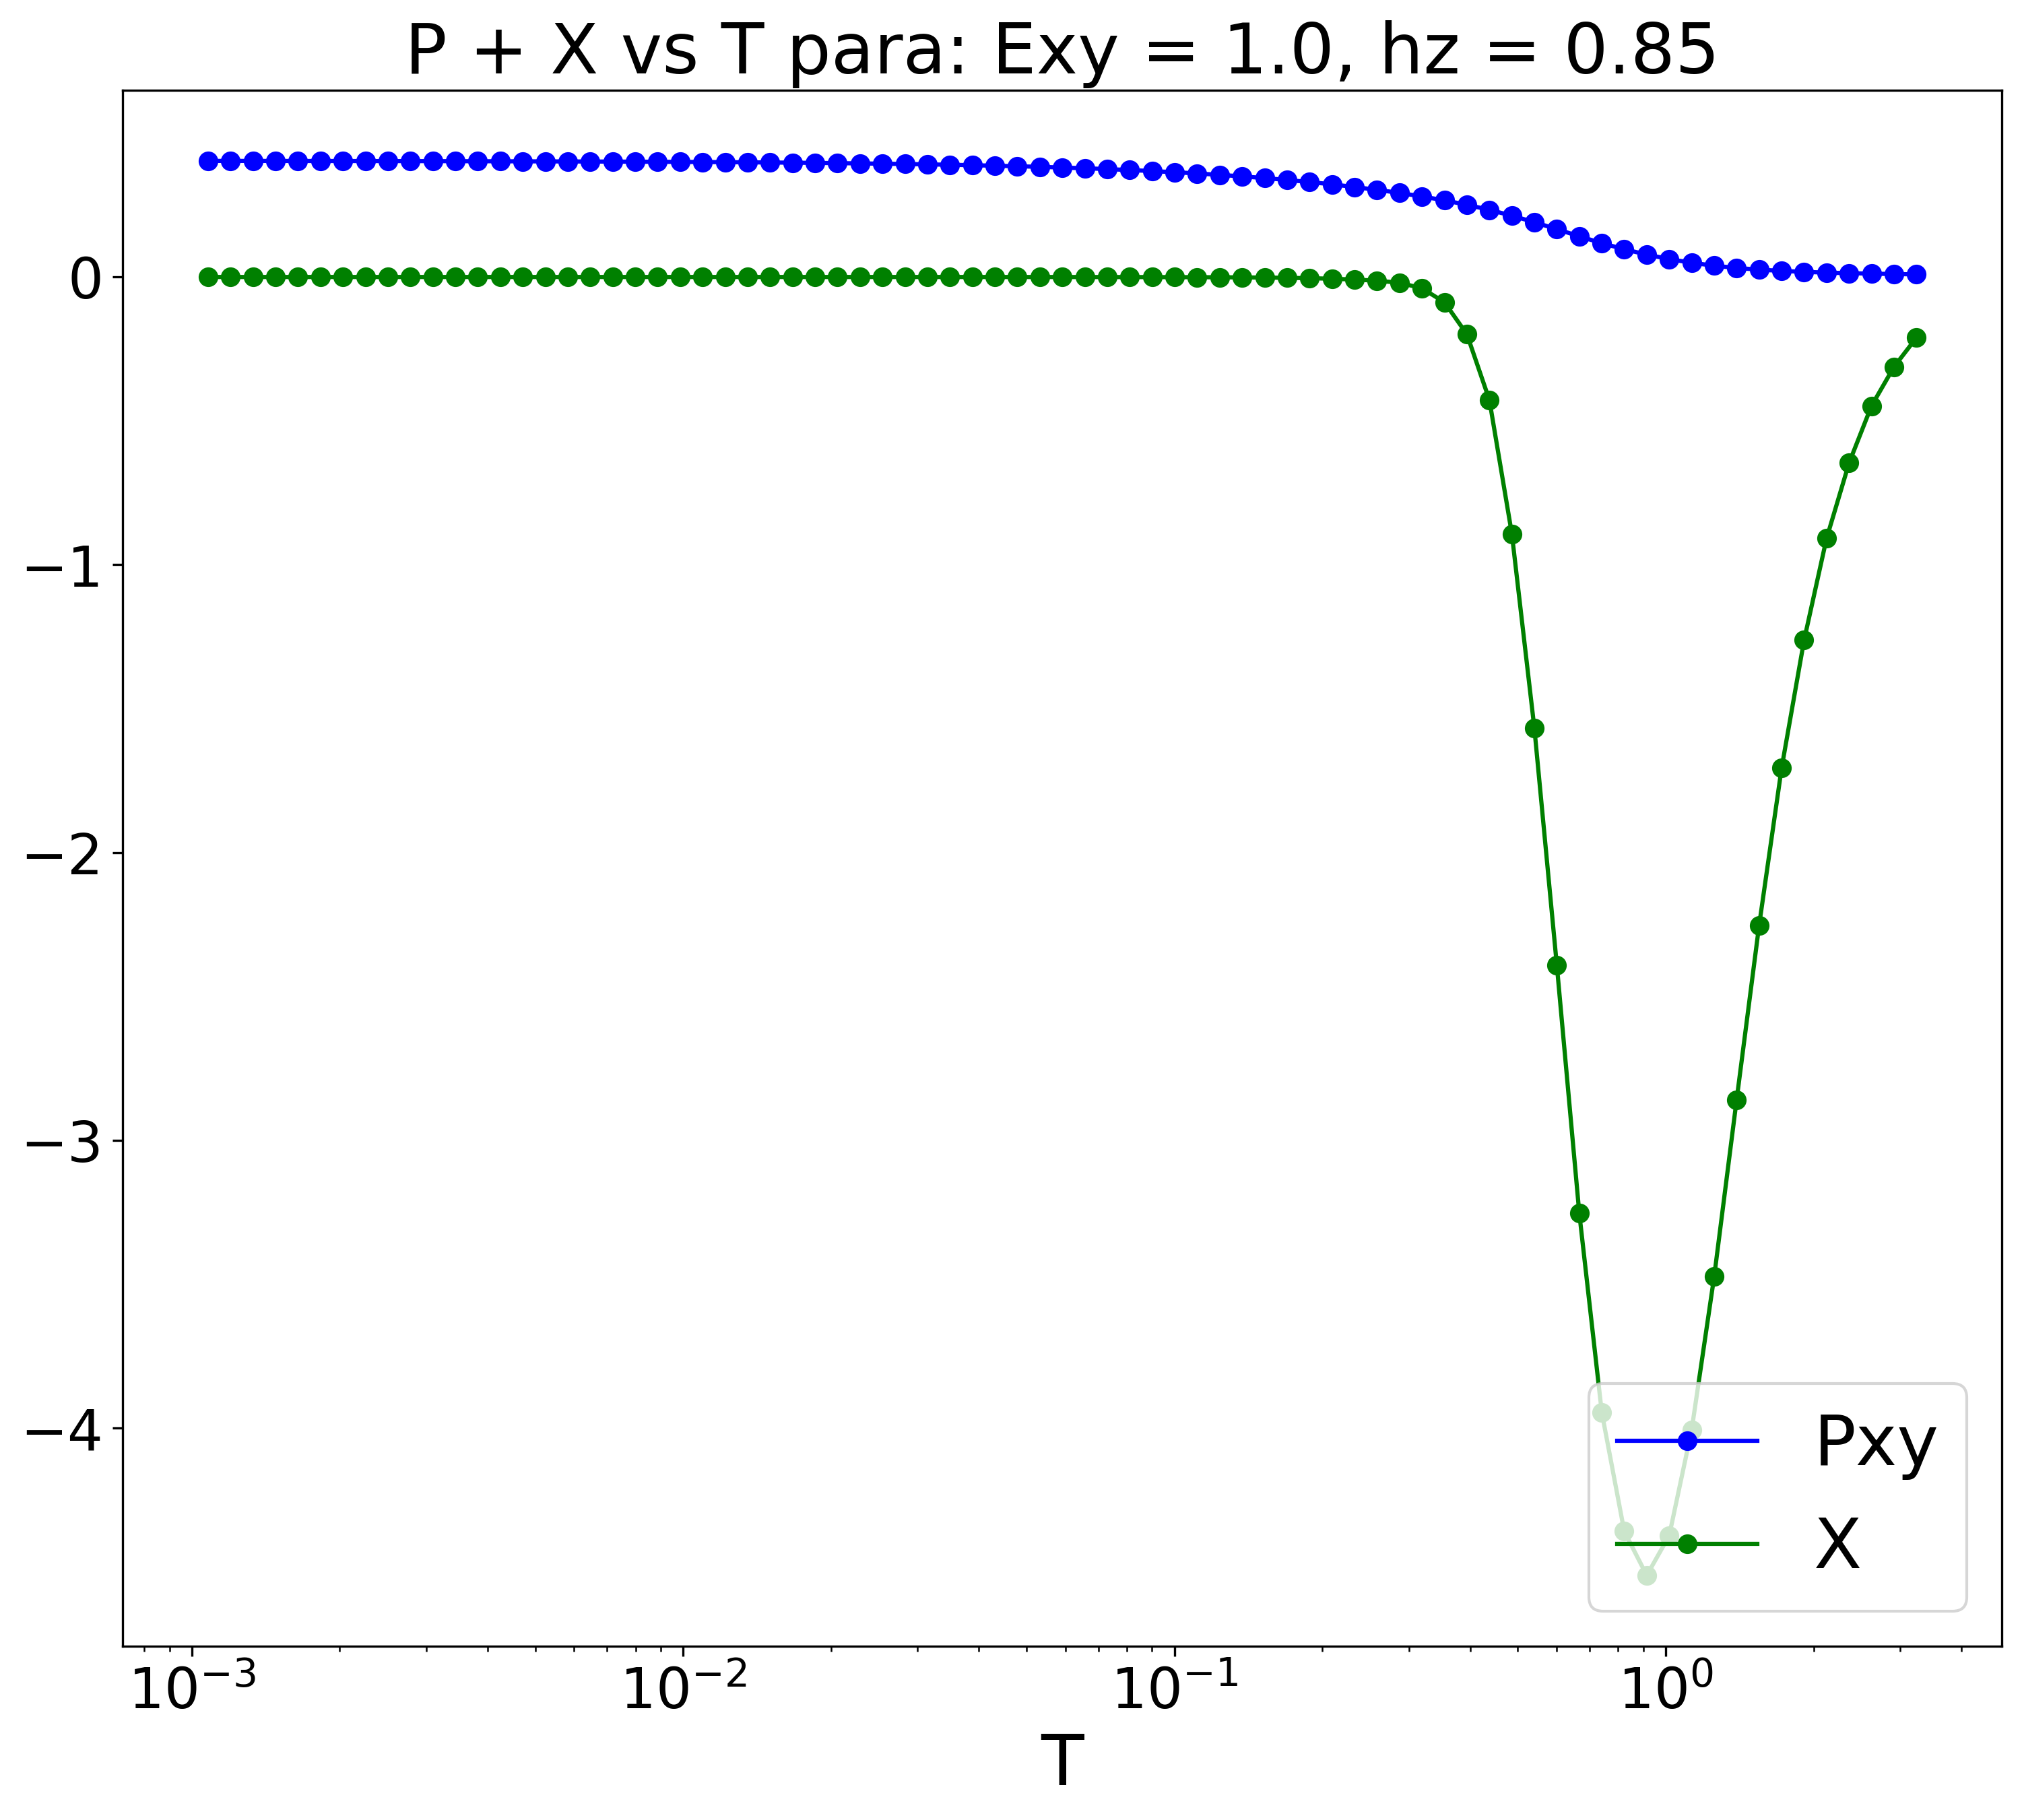 P + X vs T para: Exy = 1.0, hz = 0.85
0
−1
−2
−3
−4
Pxy
X
10⁻³ 10⁻² 10⁻¹ 10⁰
T